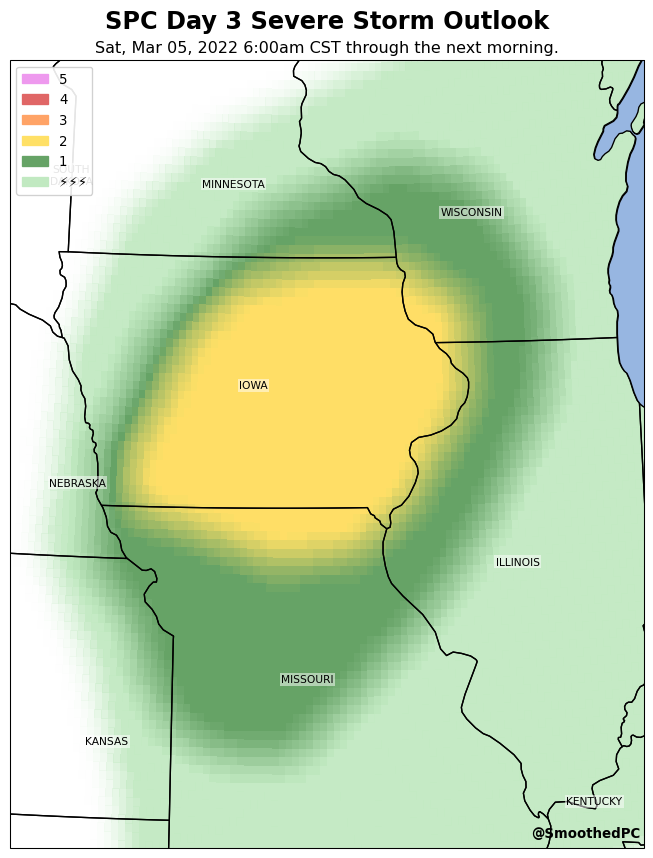 SPC Day 3 Severe Storm Outlook
Sat, Mar 05, 2022 6:00am CST through the next morning.
5
4
3
2
1
⚡⚡⚡
SOUTH
MINNESOTA
WISCONSIN
IOWA
NEBRASKA
ILLINOIS
MISSOURI
KANSAS
KENTUCKY
@SmoothedPC